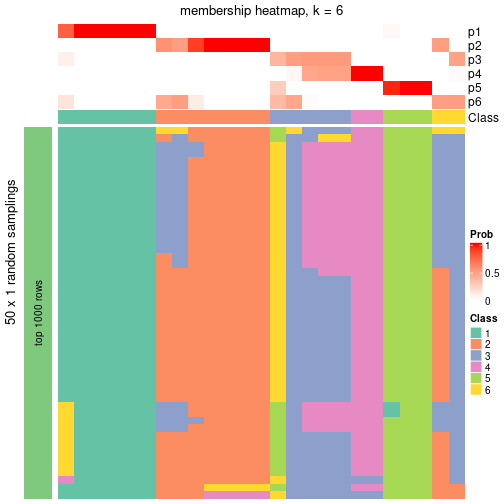 membership heatmap, k = 6
p1
p2
p3
p4
p5
p6
Class
50 x 1 random samplings
top 1000 rows
Prob
1
0.5
0
Class
1
2
3
4
5
6